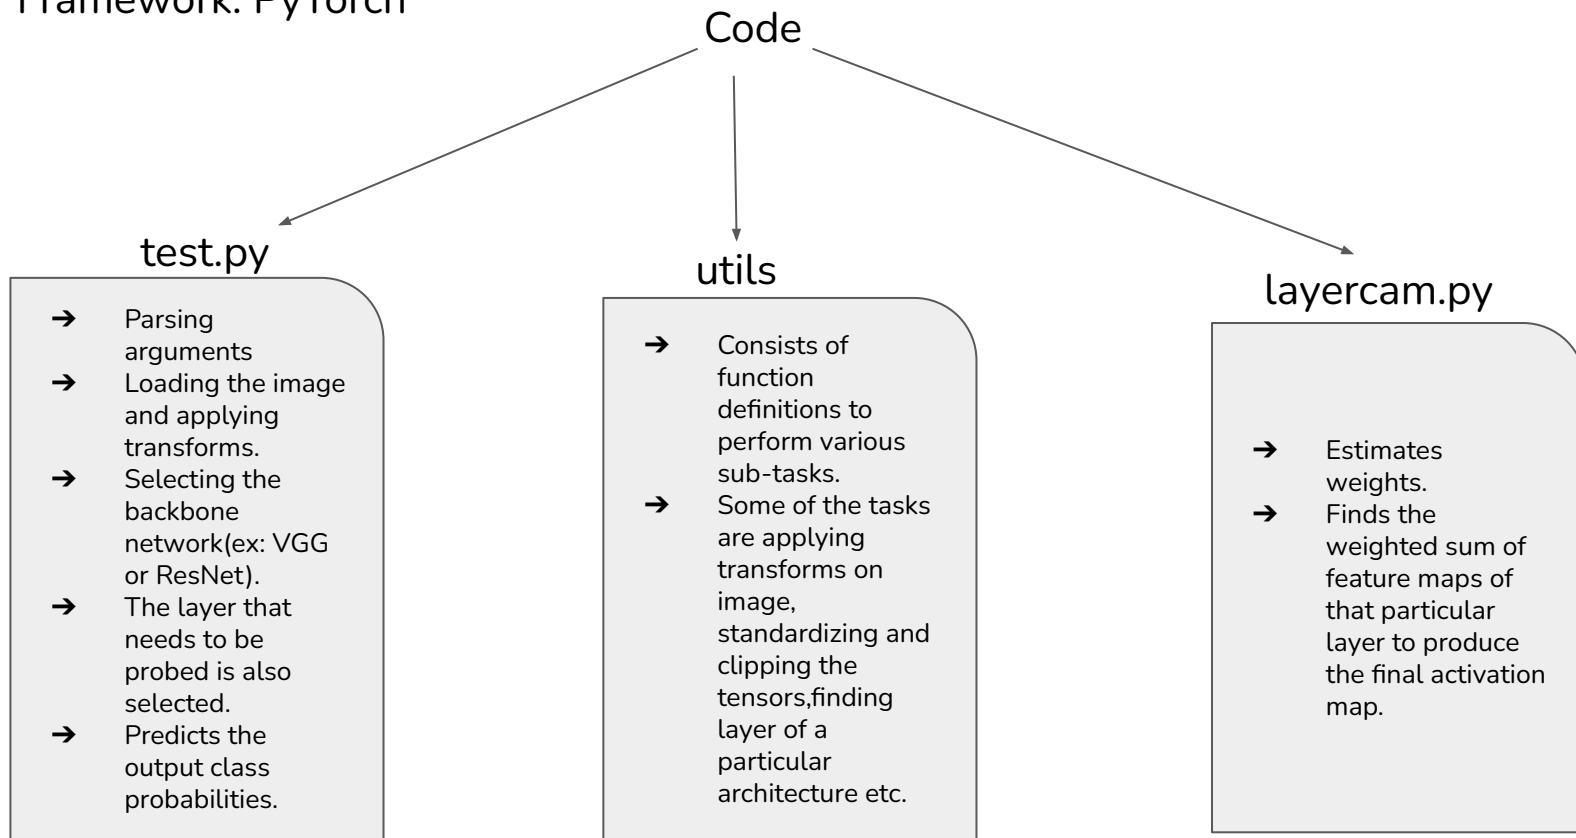 Framework: PyTorch
Code
test.py
➔ Parsing
arguments
➔ Loading the image
and applying
transforms.
➔ Selecting the
backbone
network(ex: VGG
or ResNet).
➔ The layer that
needs to be
probed is also
selected.
➔ Predicts the
output class
probabilities.
utils
➔ Consists of
function
definitions to
perform various
sub-tasks.
➔ Some of the tasks
are applying
transforms on
image,
standardizing and
clipping the
tensors,finding
layer of a
particular
architecture etc.
layercam.py
➔ Estimates
weights.
➔ Finds the
weighted sum of
feature maps of
that particular
layer to produce
the final activation
map.